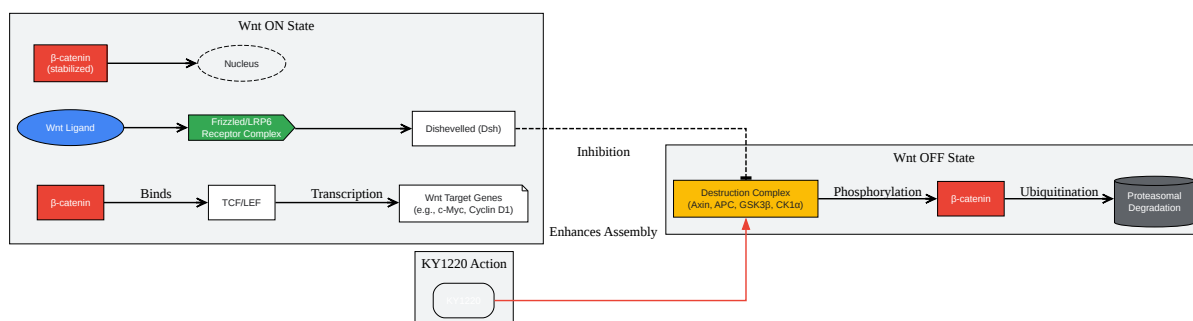 Wnt ON State
β-catenin
(stabilized)
Nucleus
Wnt Ligand
Frizzled/LRP6
Receptor Complex
Dishevelled (Dsh)
Inhibition
β-catenin
Binds
TCF/LEF
Transcription
Wnt Target Genes
(e.g., c-Myc, Cyclin D1)
Wnt OFF State
Destruction Complex
(Axin, APC, GSK3β, CK1α)
Phosphorylation
β-catenin
Ubiquitination
Proteasomal
Degradation
Enhances Assembly
KY1220 Action
KY1220